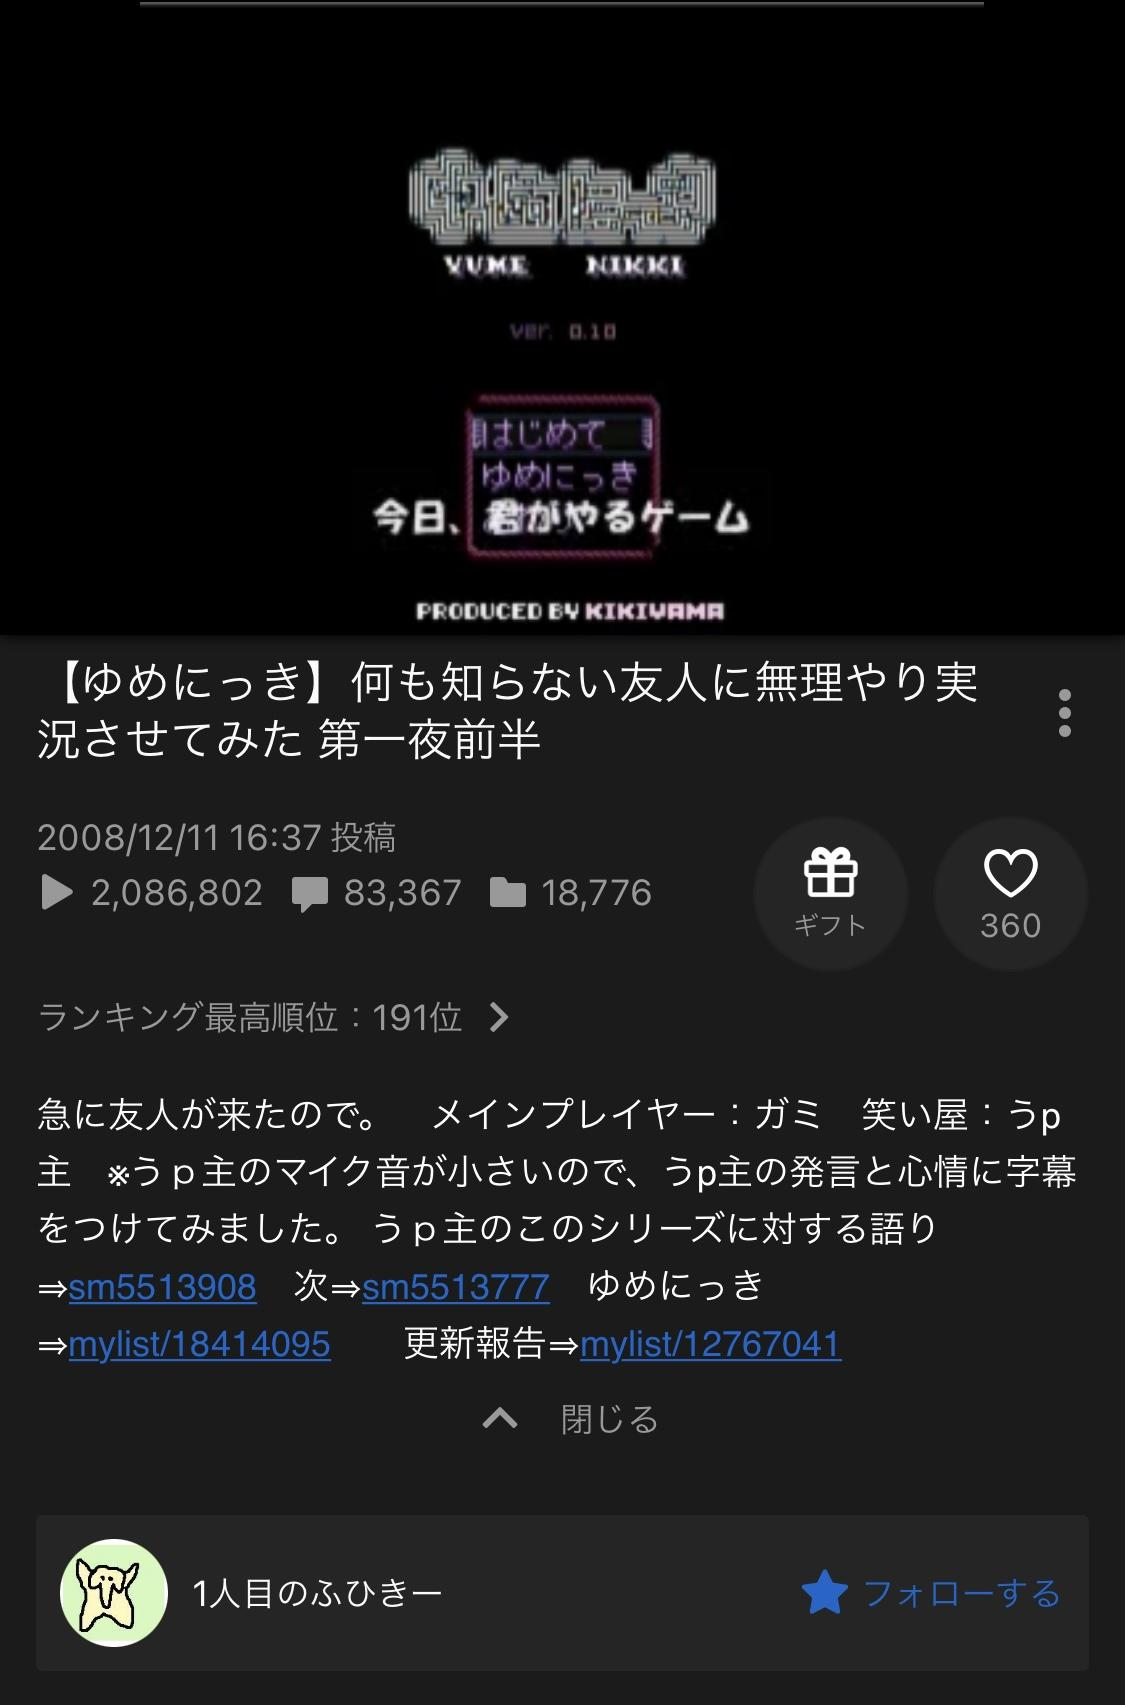 ゆめにっき
YUME NIKKI
ver. 0.10
はじめて
ゆめにっき
今日、君がやるゲーム
PRODUCED BY KIKIYAMA
【ゆめにっき】何も知らない友人に無理やり実
況させてみた 第一夜前半
2008/12/11 16:37 投稿
2,086,802 83,367 18,776
ギフト
360
ランキング最高順位：191位
急に友人が来たので。　メインプレイヤー：ガミ　笑い屋：うp
主　※うｐ主のマイク音が小さいので、うp主の発言と心情に字幕
をつけてみました。 うｐ主のこのシリーズに対する語り
⇒sm5513908　次⇒sm5513777　ゆめにっき
⇒mylist/18414095　　更新報告⇒mylist/12767041
閉じる
1人目のふひきー
フォローする